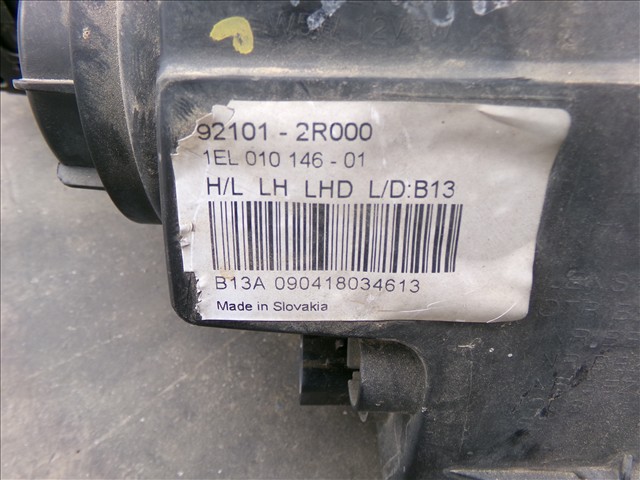 92101 - 2R000
1EL 010 146 - 01
H/L LH LHD L/D:B13
B13A 090418034613
Made in Slovakia